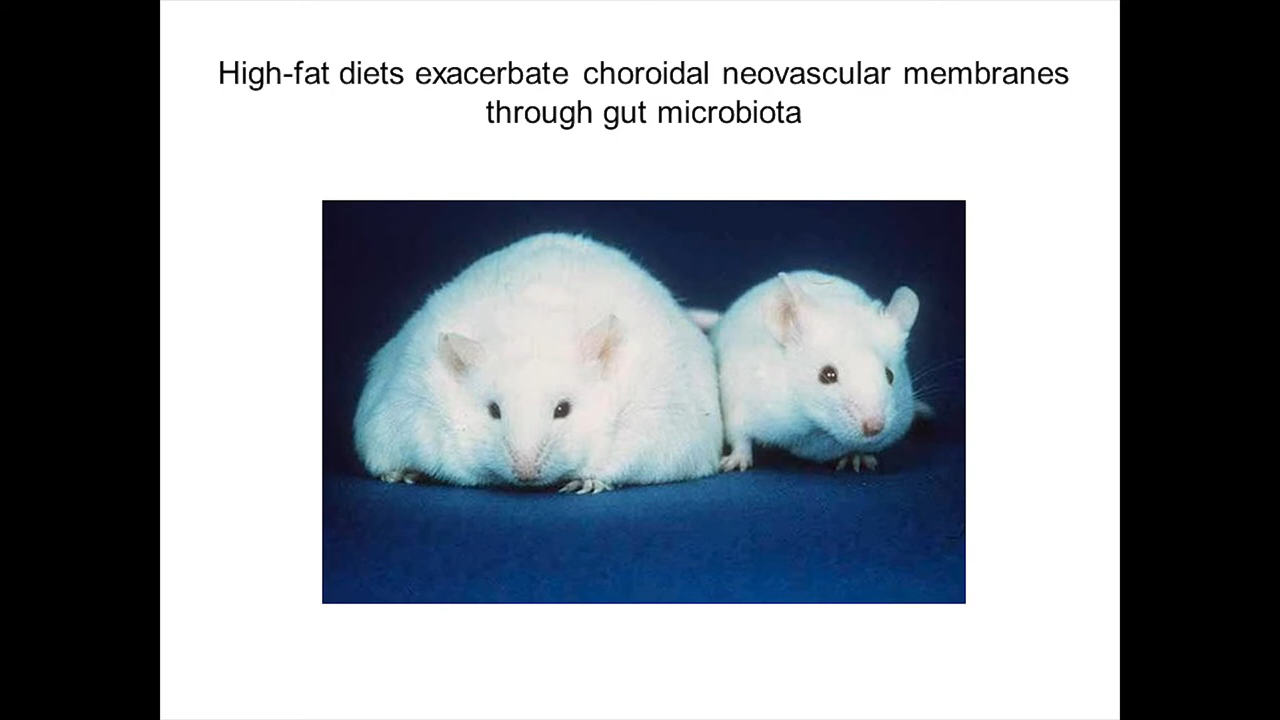 High-fat diets exacerbate choroidal neovascular membranes
through gut microbiota